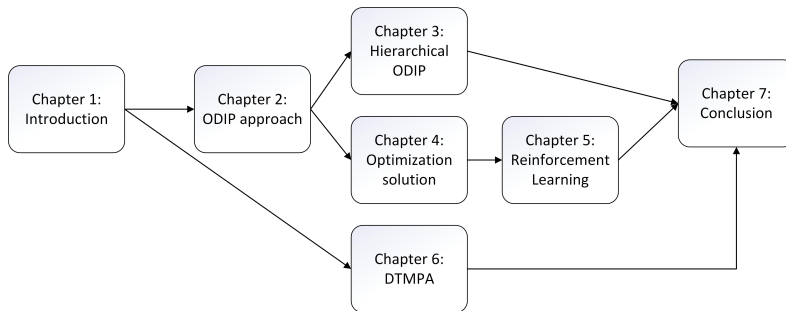 Chapter 1:
Introduction
Chapter 2:
ODIP approach
Chapter 3:
Hierarchical
ODIP
Chapter 4:
Optimization
solution
Chapter 5:
Reinforcement
Learning
Chapter 6:
DTMPA
Chapter 7:
Conclusion